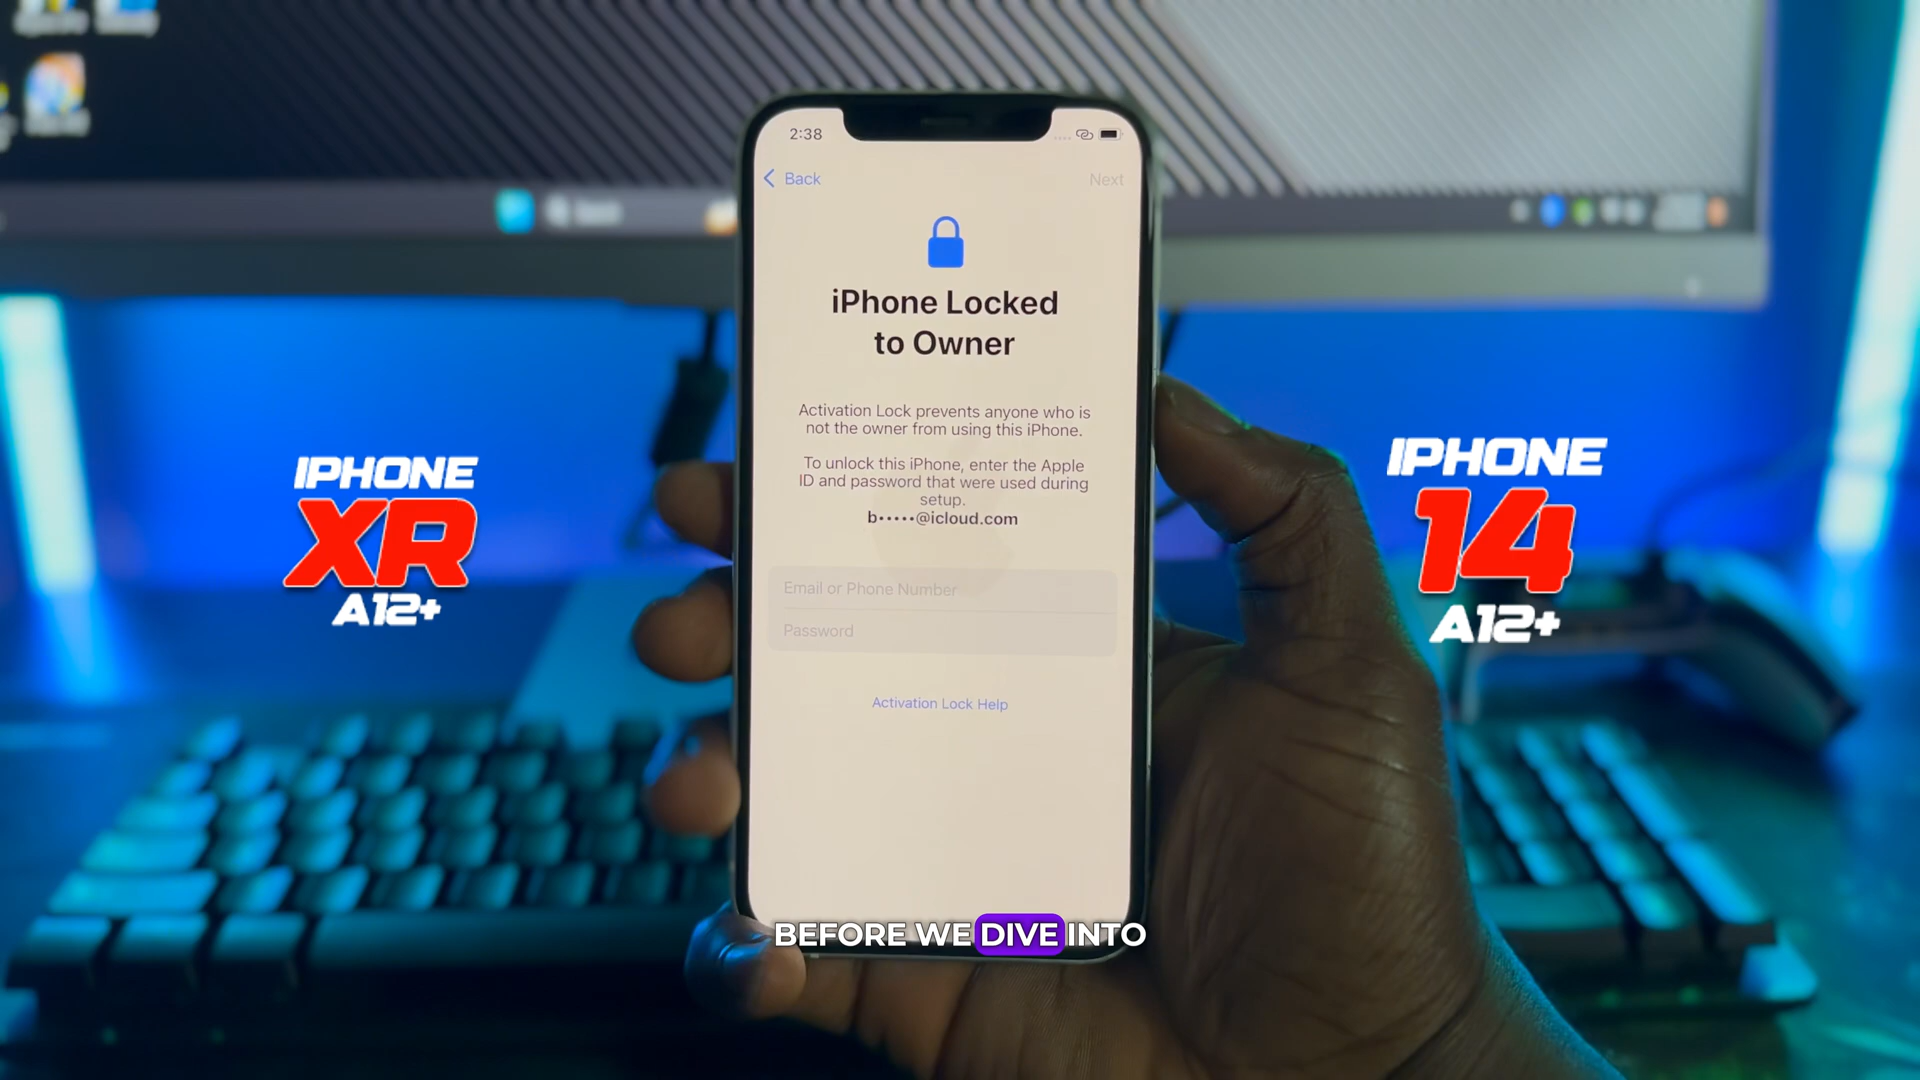 2:38
Back
Next
iPhone Locked
to Owner
Activation Lock prevents anyone who is
not the owner from using this iPhone.
To unlock this iPhone, enter the Apple
ID and password that were used during
setup.
b•••••@icloud.com
Email or Phone Number
Password
Activation Lock Help
IPHONE
XR
A12+
IPHONE
14
A12+
BEFORE WE DIVE INTO